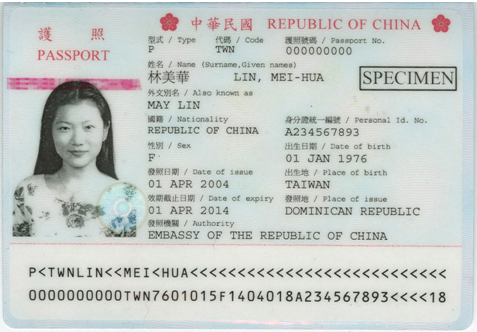 護照 中華民國 REPUBLIC OF CHINA
PASSPORT
型式 / Type 代碼 / Code 護照號碼 / Passport No.
P TWN 000000000
姓名 / Name (Surname,Given names)
林美華 LIN, MEI-HUA SPECIMEN
外文別名 / Also known as
MAY LIN
國籍 / Nationality 身分證統一編號 / Personal Id. No.
REPUBLIC OF CHINA A234567893
性別 / Sex 出生日期 / Date of birth
F 01 JAN 1976
發照日期 / Date of issue 出生地 / Place of birth
01 APR 2004 TAIWAN
效期截止日期 / Date of expiry 發照地 / Place of issue
01 APR 2014 DOMINICAN REPUBLIC
發照機關 / Authority
EMBASSY OF THE REPUBLIC OF CHINA
P<TWNLIN<<MEI<HUA<<<<<<<<<<<<<<<<<<<<<<<<<<<
0000000000TWN7601015F1404018A234567893<<<<18